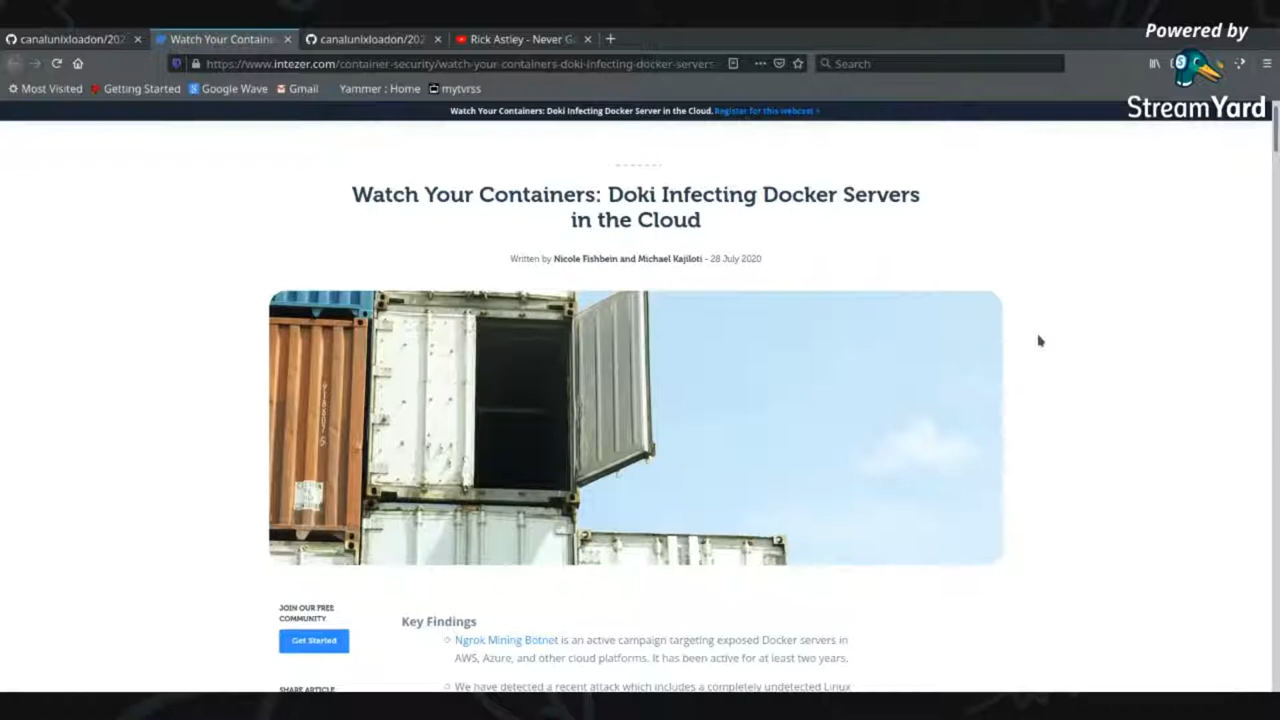 Powered by
StreamYard
canalunixloadon/202
Watch Your Contain
canalunixloadon/202
Rick Astley - Never G
https://www.intezer.com/container-security/watch-your-containers-doki-infecting-docker-servers
Search
Most Visited
Getting Started
Google Wave
Gmail
Yammer : Home
mytvrss
Watch Your Containers: Doki Infecting Docker Server in the Cloud. Register for this webcast >
Watch Your Containers: Doki Infecting Docker Servers
in the Cloud
Written by Nicole Fishbein and Michael Kajiloti - 28 July 2020
JOIN OUR FREE
COMMUNITY
Get Started
SHARE ARTICLE
Key Findings
Ngrok Mining Botnet is an active campaign targeting exposed Docker servers in
AWS, Azure, and other cloud platforms. It has been active for at least two years.
We have detected a recent attack which includes a completely undetected Linux